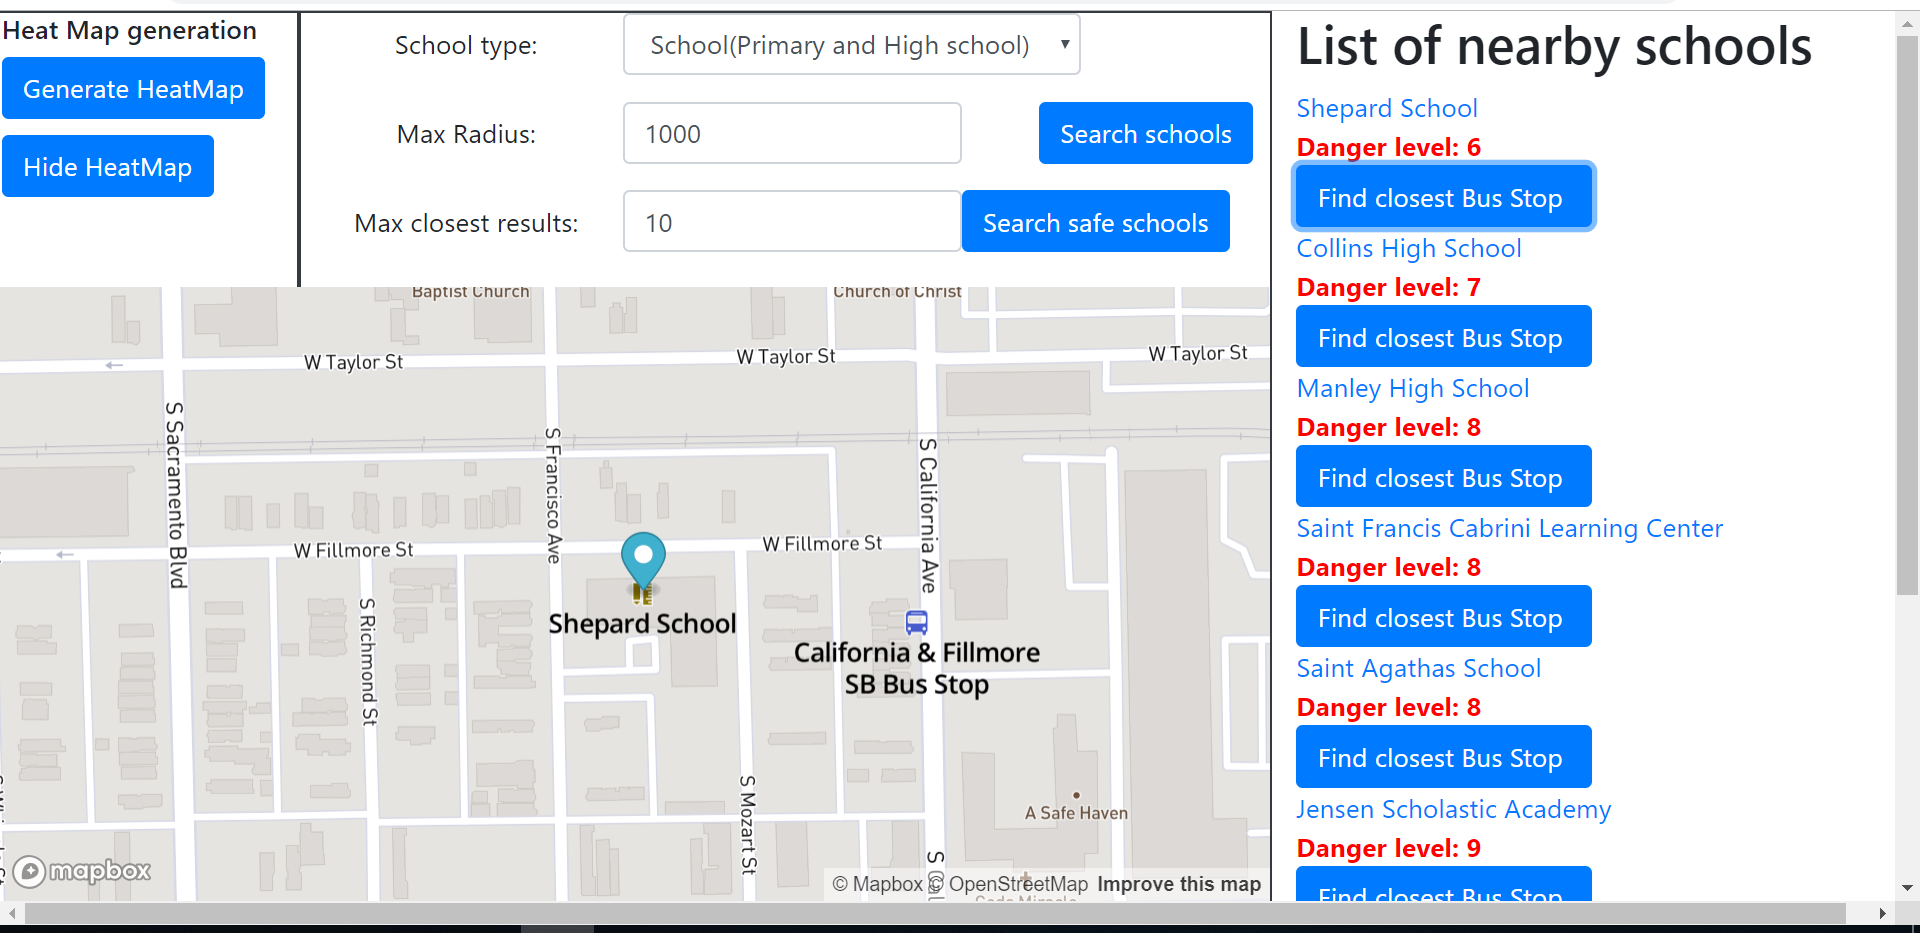 Heat Map generation
Generate HeatMap
Hide HeatMap
School type:
School(Primary and High school)
Max Radius:
1000
Search schools
Max closest results:
10
Search safe schools
Baptist Church
Church of Christ
W Taylor St
W Taylor St
W Taylor St
S Sacramento Blvd
S Francisco Ave
S California Ave
W Fillmore St
W Fillmore St
S Richmond St
Shepard School
California & Fillmore
SB Bus Stop
S Mozart St
A Safe Haven
mapbox
© Mapbox © OpenStreetMap Improve this map
List of nearby schools
Shepard School
Danger level: 6
Find closest Bus Stop
Collins High School
Danger level: 7
Find closest Bus Stop
Manley High School
Danger level: 8
Find closest Bus Stop
Saint Francis Cabrini Learning Center
Danger level: 8
Find closest Bus Stop
Saint Agathas School
Danger level: 8
Find closest Bus Stop
Jensen Scholastic Academy
Danger level: 9
Find closest Bus Stop